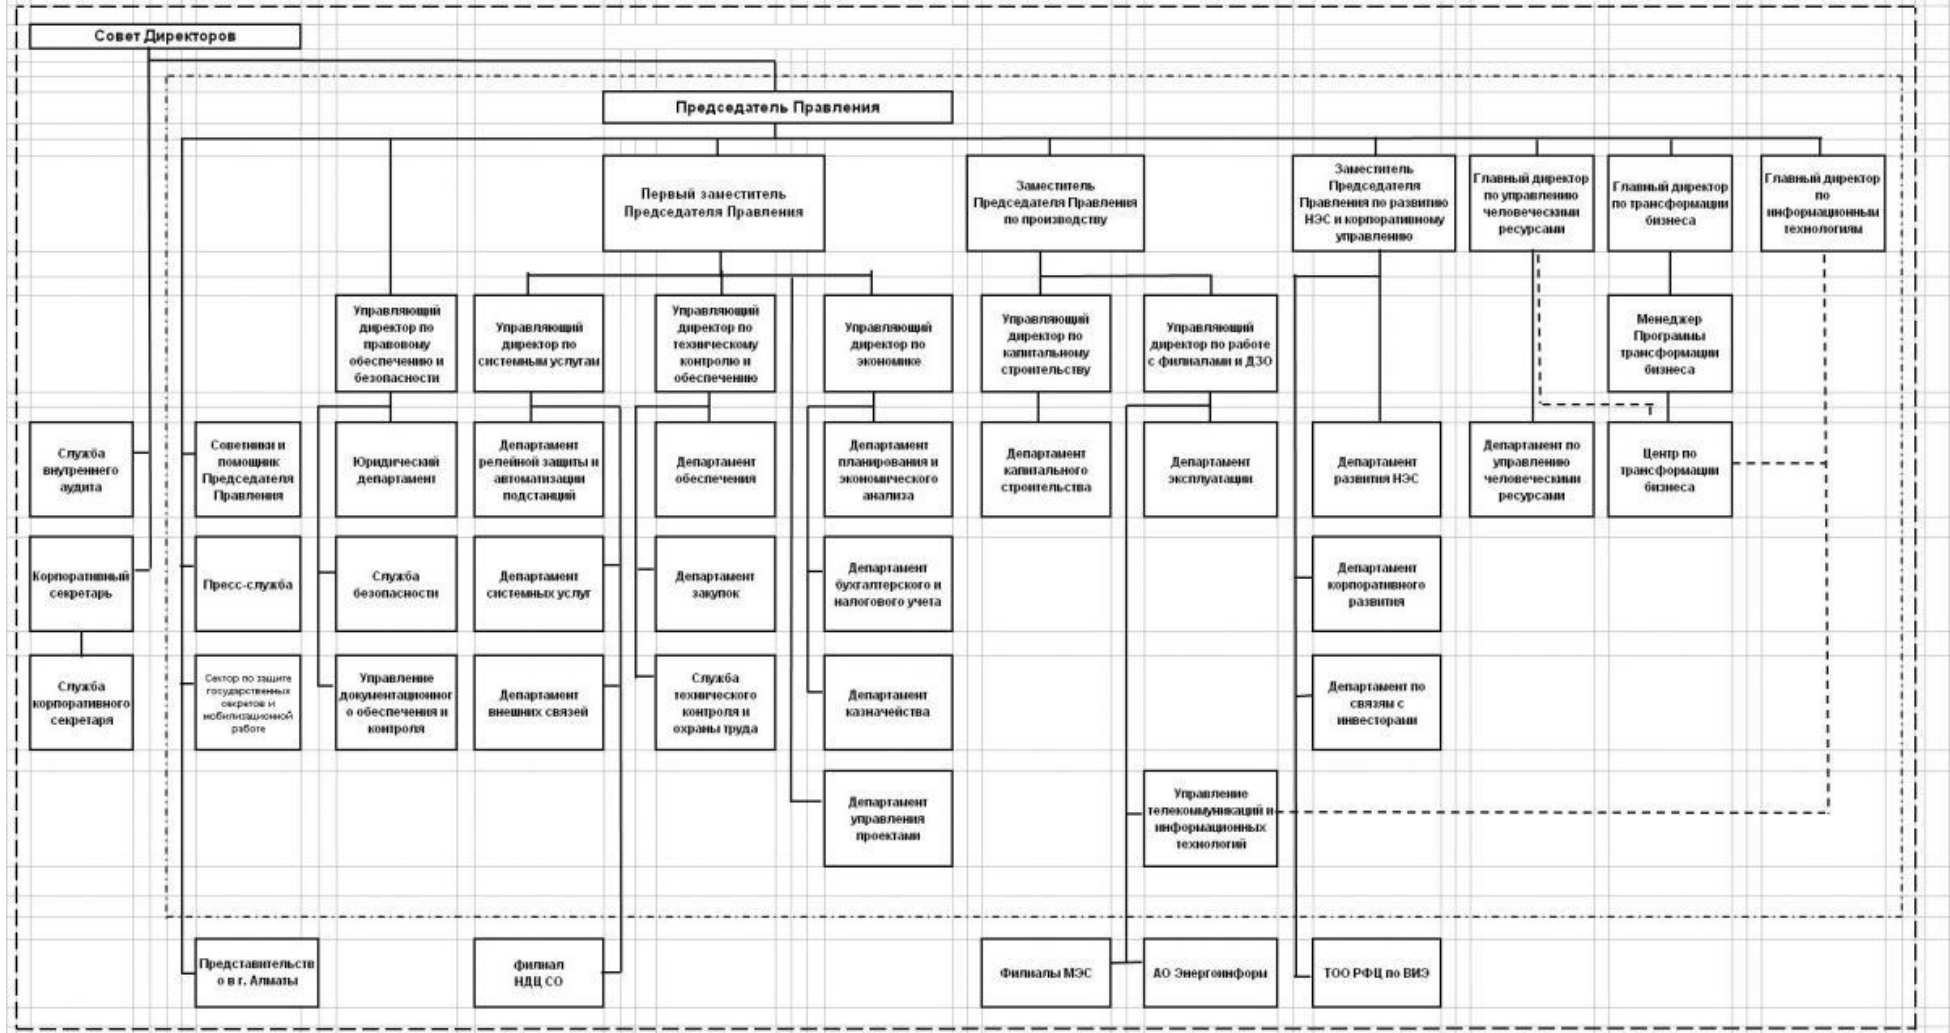 Совет Директоров
Председатель Правления
Первый заместитель
Председателя Правления
Заместитель
Председателя Правления
по производству
Заместитель
Председателя
Правления по развитию
НЭС и корпоративному
управлению
Главный директор
по управлению
человеческими
ресурсами
Главный директор
по трансформации
бизнеса
Главный директор
по
информационным
технологиям
Управляющий
директор по
правовому
обеспечению и
безопасности
Управляющий
директор по
системным услугам
Управляющий
директор по
техническому
контролю и
обеспечению
Управляющий
директор по
экономике
Управляющий
директор по
капитальному
строительству
Управляющий
директор по работе
с филиалами и ДЗО
Менеджер
Программы
трансформации
бизнеса
Служба
внутреннего
аудита
Советники и
помощник
Председателя
Правления
Юридический
департамент
Департамент
релейной защиты и
автоматизации
подстанций
Департамент
обеспечения
Департамент
планирования и
экономического
анализа
Департамент
капитального
строительства
Департамент
эксплуатации
Департамент
развития НЭС
Департамент по
управлению
человеческими
ресурсами
Центр по
трансформации
бизнеса
Корпоративный
секретарь
Пресс-служба
Служба
безопасности
Департамент
системных услуг
Департамент
закупок
Департамент
бухгалтерского и
налогового учета
Департамент
корпоративного
развития
Служба
корпоративного
секретаря
Сектор по защите
государственных
секретов и
мобилизационной
работе
Управление
документационног
о обеспечения и
контроля
Департамент
внешних связей
Служба
технического
контроля и
охраны труда
Департамент
казначейства
Департамент по
связям с
инвесторами
Департамент
управления
проектами
Управление
телекоммуникаций и
информационных
технологий
Представительств
о в г. Алматы
филиал
НДЦ СО
Филиалы МЭС
АО Энергоинформ
ТОО РФЦ по ВИЭ